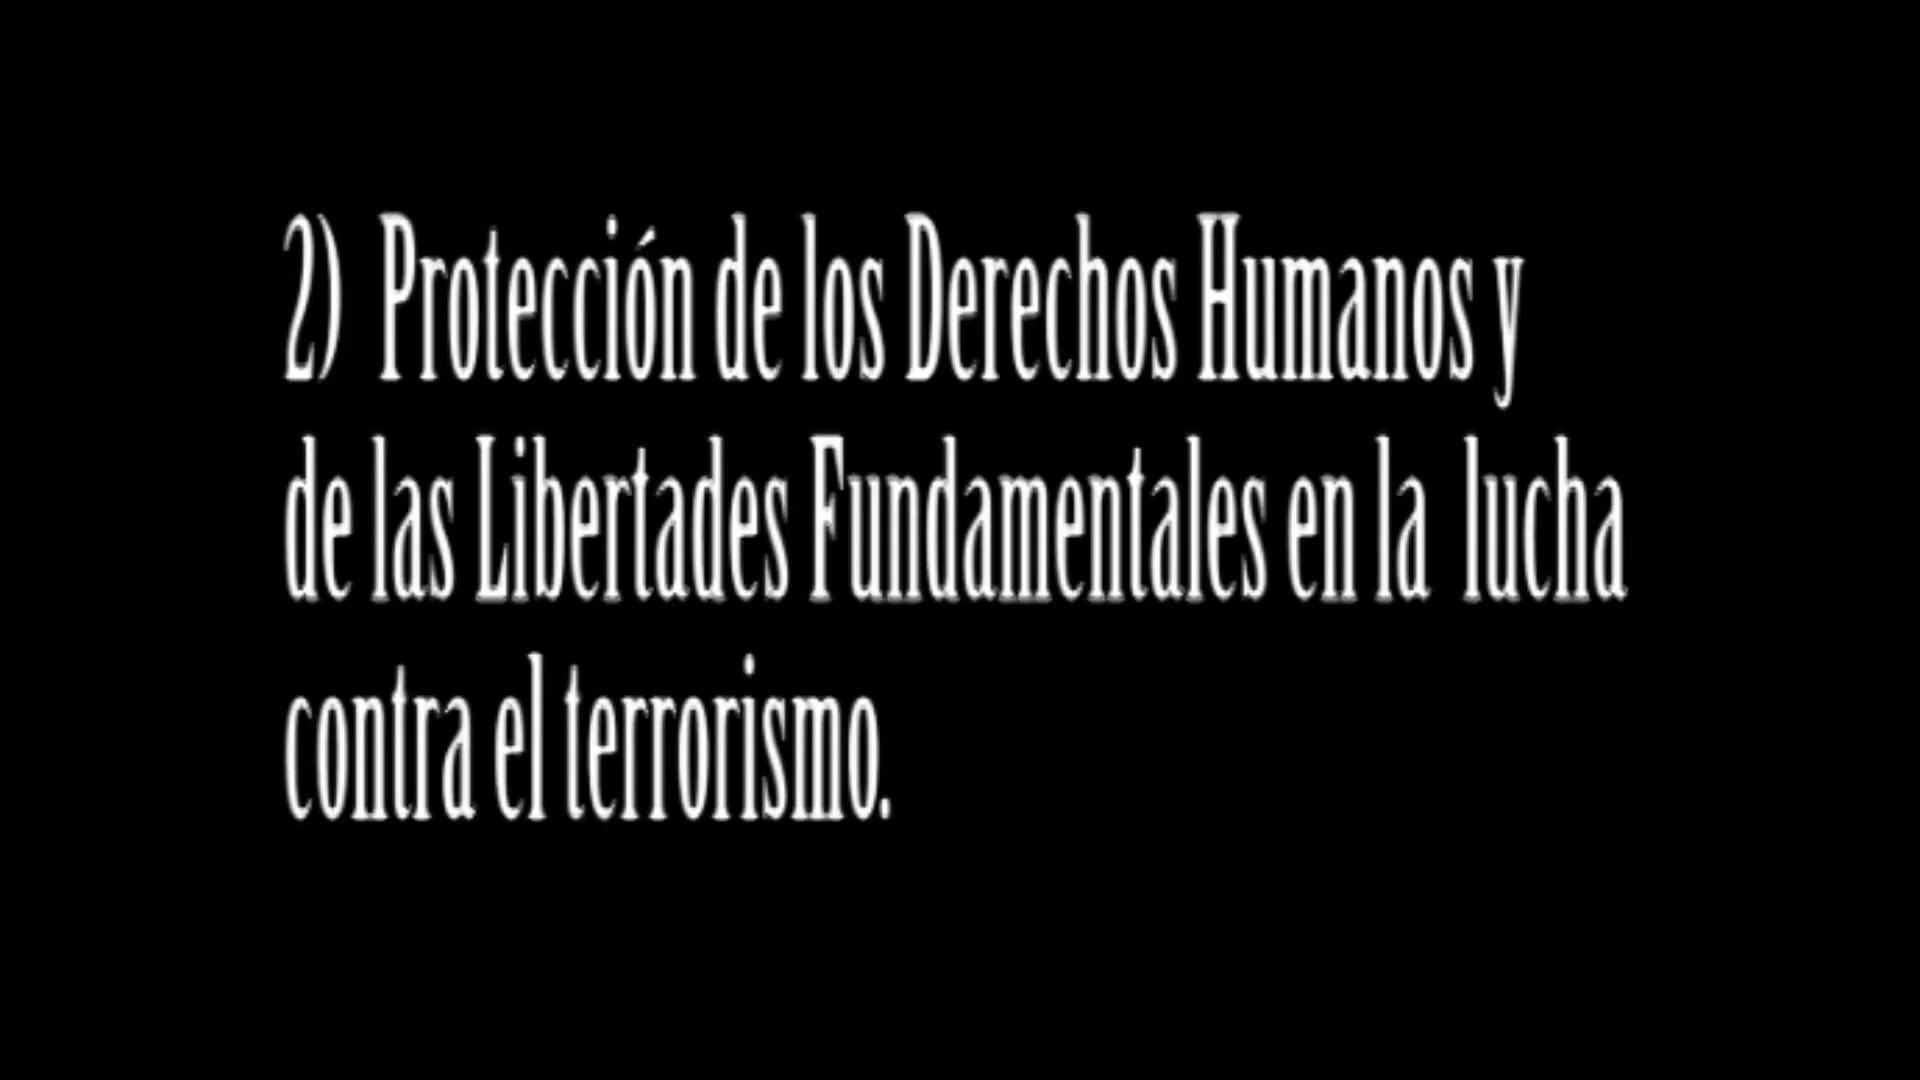 2) Protección de los Derechos Humanos y
de las Libertades Fundamentales en la lucha
contra el terrorismo.